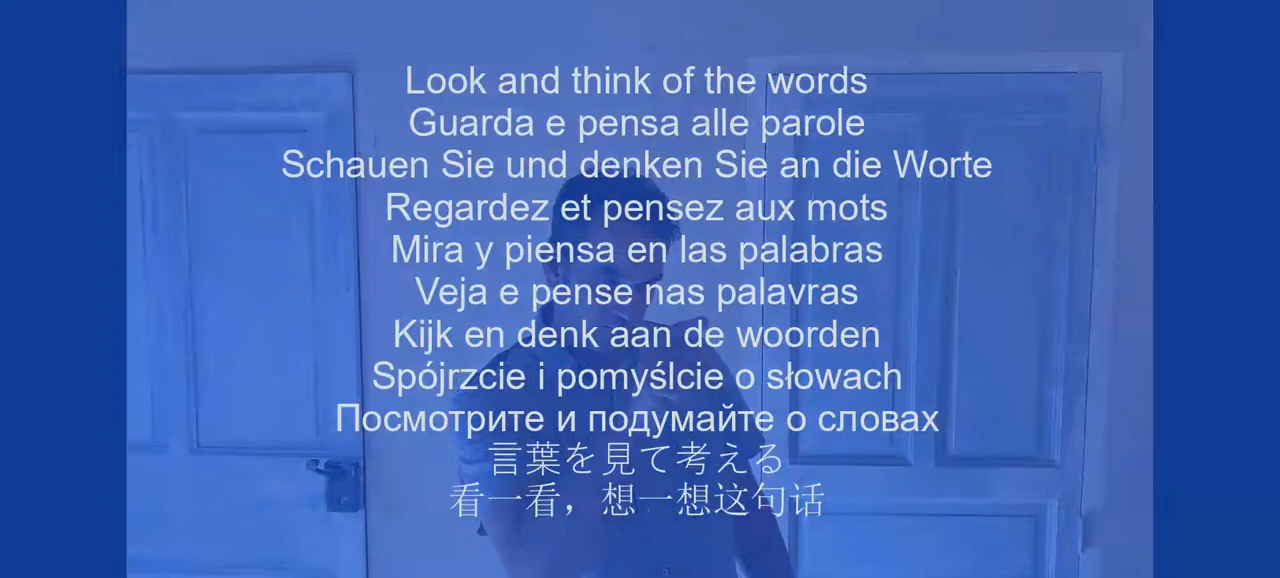 Look and think of the words
Guarda e pensa alle parole
Schauen Sie und denken Sie an die Worte
Regardez et pensez aux mots
Mira y piensa en las palabras
Veja e pense nas palavras
Kijk en denk aan de woorden
Spójrzcie i pomyślcie o słowach
Посмотрите и подумайте о словах
言葉を見て考える
看一看，想一想这句话